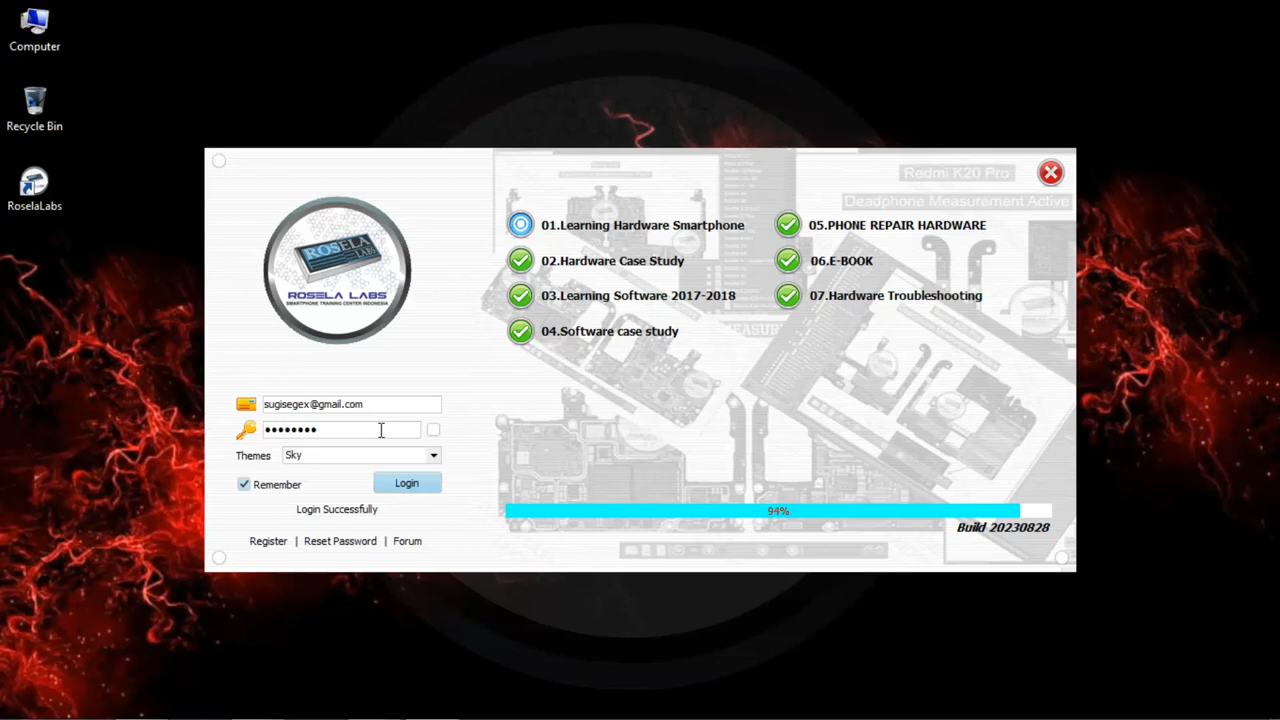 Computer
Recycle Bin
RoselaLabs
ROSELA
LABS
ROSELA LABS
SMARTPHONE TRAINING CENTER INDONESIA
Redmi K20 Pro
Deadphone Measurement Active
01.Learning Hardware Smartphone
02.Hardware Case Study
03.Learning Software 2017-2018
04.Software case study
05.PHONE REPAIR HARDWARE
06.E-BOOK
07.Hardware Troubleshooting
sugisegex@gmail.com
Themes Sky
Remember
Login
Login Successfully
Register | Reset Password | Forum
94%
Build 20230828